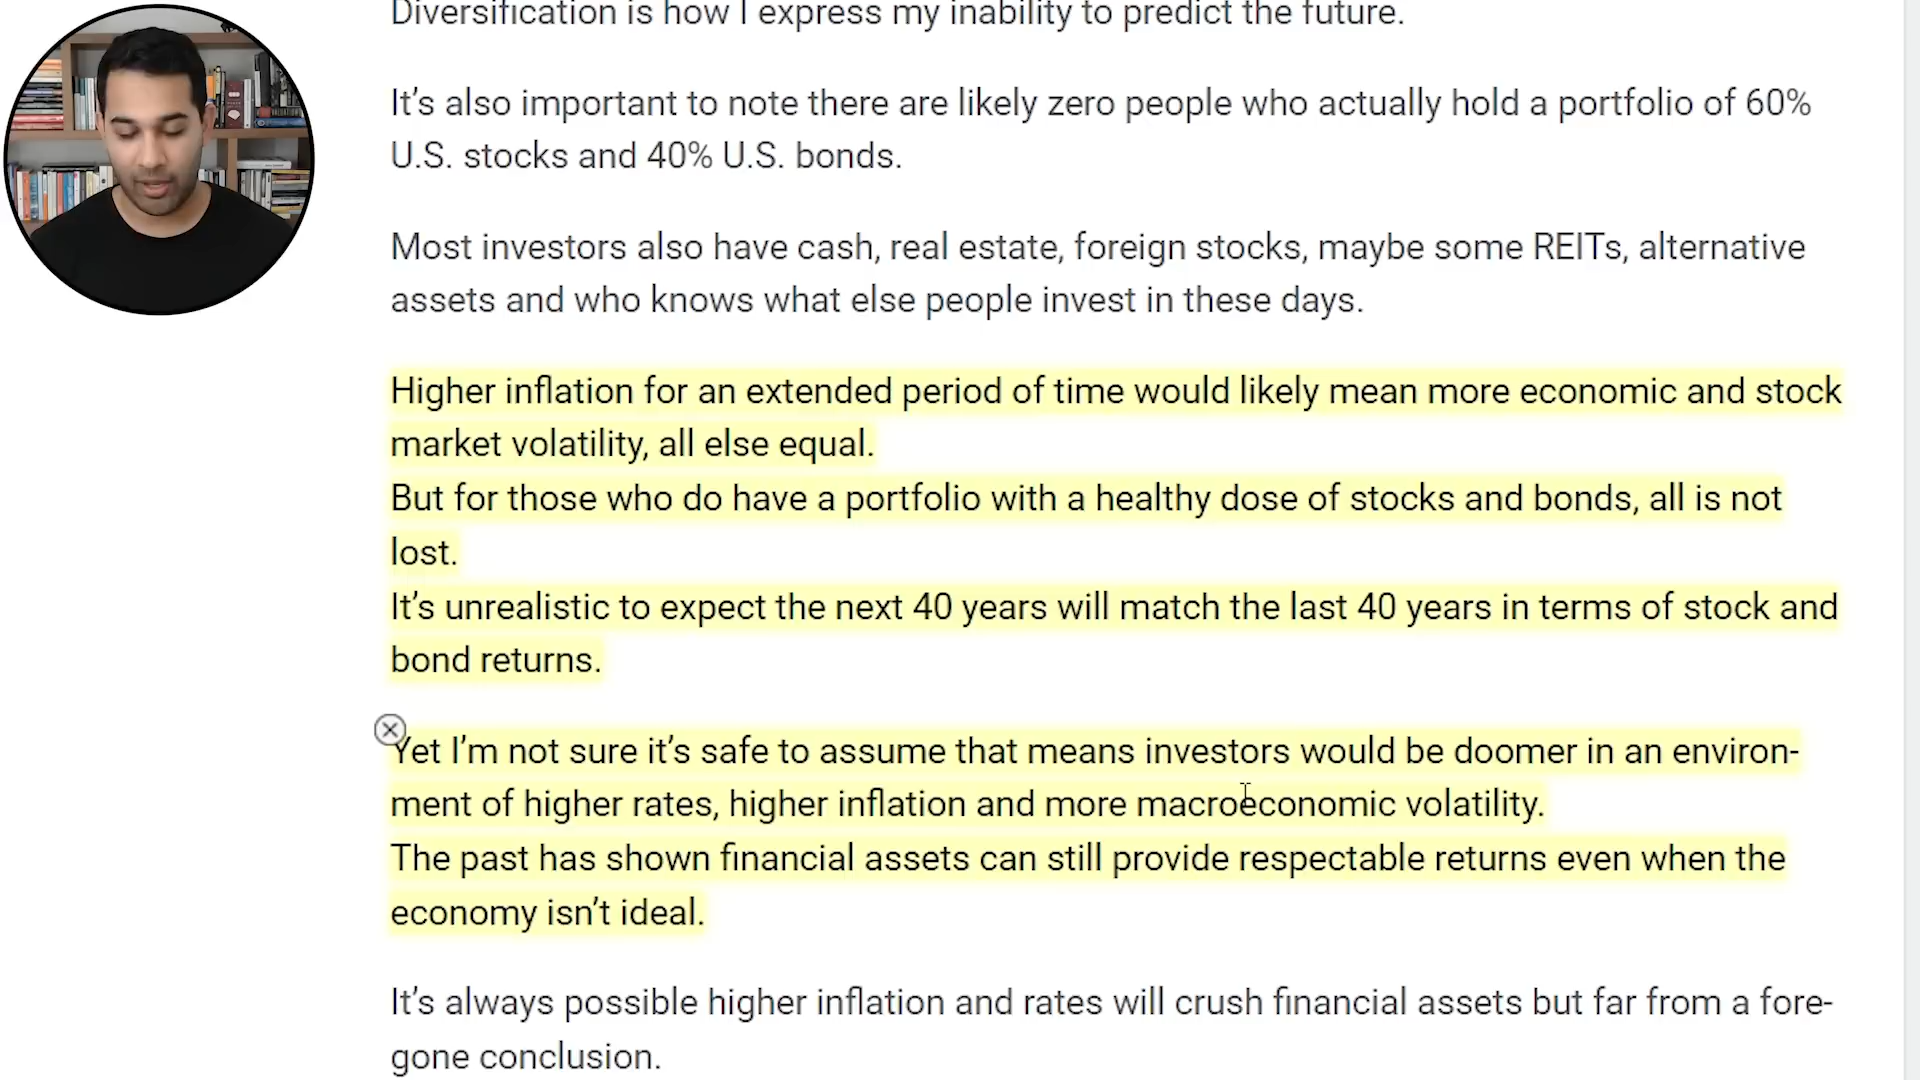 Diversification is how I express my inability to predict the future.
It’s also important to note there are likely zero people who actually hold a portfolio of 60%
U.S. stocks and 40% U.S. bonds.
Most investors also have cash, real estate, foreign stocks, maybe some REITs, alternative
assets and who knows what else people invest in these days.
Higher inflation for an extended period of time would likely mean more economic and stock
market volatility, all else equal.
But for those who do have a portfolio with a healthy dose of stocks and bonds, all is not
lost.
It’s unrealistic to expect the next 40 years will match the last 40 years in terms of stock and
bond returns.
Yet I’m not sure it’s safe to assume that means investors would be doomer in an environ-
ment of higher rates, higher inflation and more macroeconomic volatility.
The past has shown financial assets can still provide respectable returns even when the
economy isn’t ideal.
It’s always possible higher inflation and rates will crush financial assets but far from a fore-
gone conclusion.